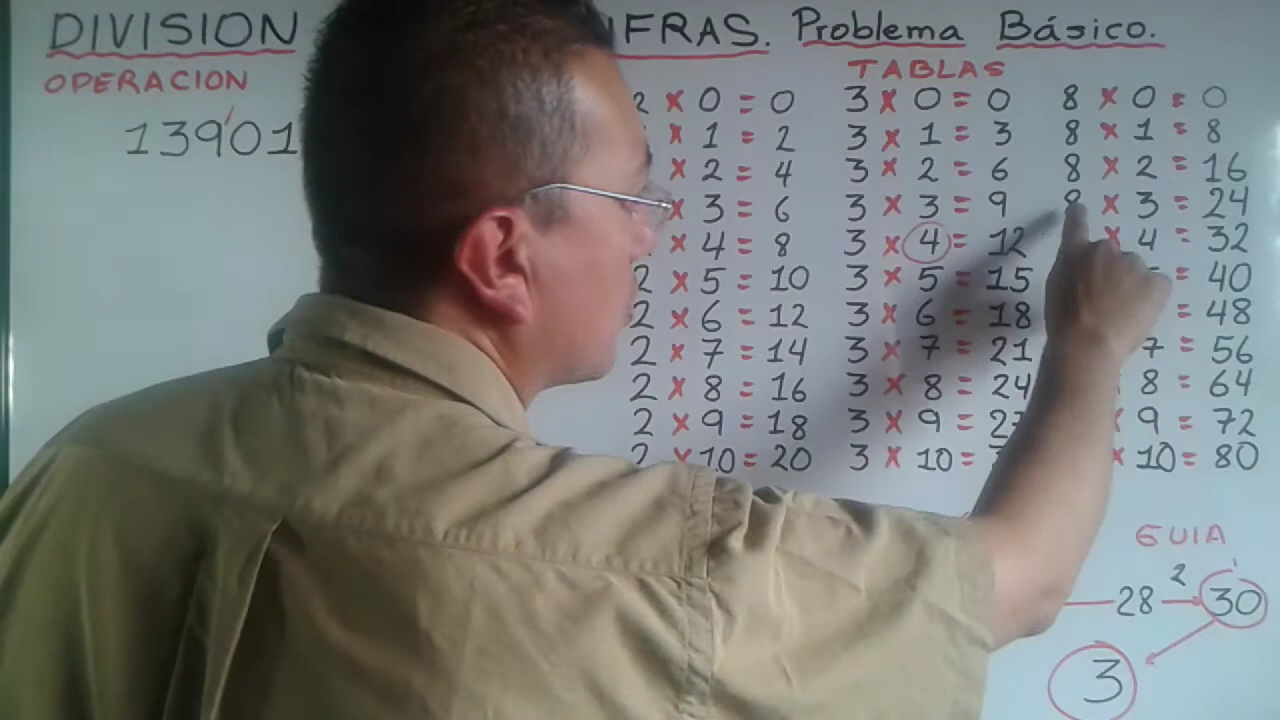 DIVISION IFRAS. Problema Básico.
OPERACION
13901
TABLAS
2 x 0 = 0
x 1 = 2
x 2 = 4
x 3 = 6
x 4 = 8
2 x 5 = 10
2 x 6 = 12
2 x 7 = 14
2 x 8 = 16
2 x 9 = 18
2 x 10 = 20
3 x 0 = 0
3 x 1 = 3
3 x 2 = 6
3 x 3 = 9
3 x 4 = 12
3 x 5 = 15
3 x 6 = 18
3 x 7 = 21
3 x 8 = 24
3 x 9 = 27
3 x 10 =
8 x 0 = 0
8 x 1 = 8
8 x 2 = 16
8 x 3 = 24
x 4 = 32
= 40
= 48
7 = 56
8 = 64
x 9 = 72
x 10 = 80
GUIA
28 2 30
3